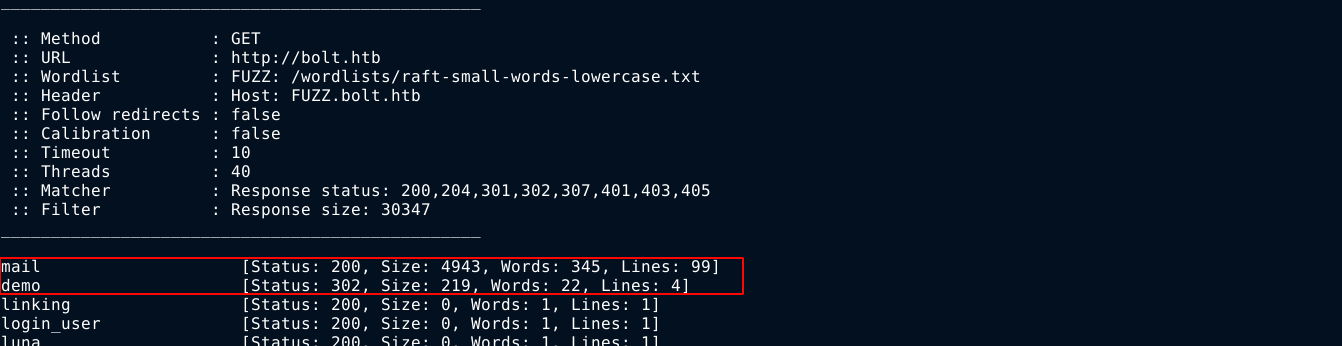 ________________________________________________
:: Method           : GET
:: URL              : http://bolt.htb
:: Wordlist         : FUZZ: /wordlists/raft-small-words-lowercase.txt
:: Header           : Host: FUZZ.bolt.htb
:: Follow redirects : false
:: Calibration      : false
:: Timeout          : 10
:: Threads          : 40
:: Matcher          : Response status: 200,204,301,302,307,401,403,405
:: Filter           : Response size: 30347
________________________________________________
mail                    [Status: 200, Size: 4943, Words: 345, Lines: 99]
demo                    [Status: 302, Size: 219, Words: 22, Lines: 4]
linking                 [Status: 200, Size: 0, Words: 1, Lines: 1]
login_user              [Status: 200, Size: 0, Words: 1, Lines: 1]
luna                    [Status: 200, Size: 0, Words: 1, Lines: 1]